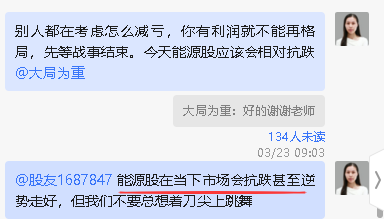 别人都在考虑怎么减亏，你有利润就不能再格
局，先等战事结束。今天能源股应该会相对抗跌
@大局为重
大局为重：好的谢谢老师
134人未读
03/23 09:03
@股友1687847 能源股在当下市场会抗跌甚至逆
势走好，但我们不要总想着刀尖上跳舞